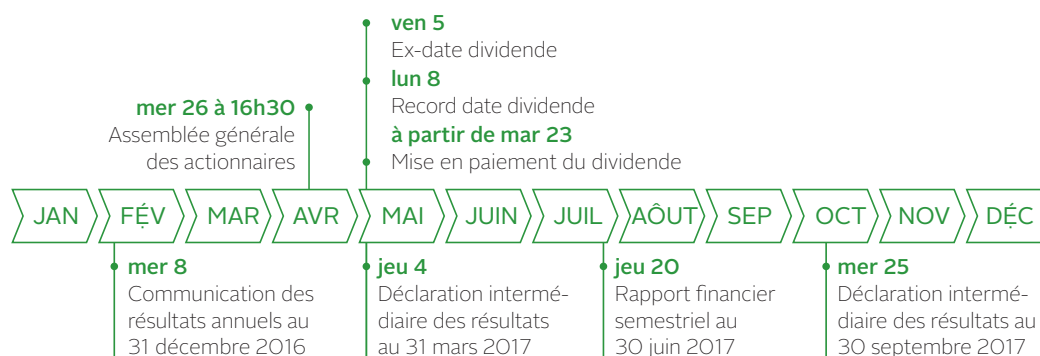 ven 5
Ex-date dividende
lun 8
Record date dividende
à partir de mar 23
Mise en paiement du dividende
mer 26 à 16h30
Assemblée générale
des actionnaires
JAN
FÉV
MAR
AVR
MAI
JUIN
JUIL
AÔUT
SEP
OCT
NOV
DÉC
mer 8
Communication des
résultats annuels au
31 décembre 2016
jeu 4
Déclaration intermé-
diaire des résultats
au 31 mars 2017
jeu 20
Rapport financier
semestriel au
30 juin 2017
mer 25
Déclaration intermé-
diaire des résultats au
30 septembre 2017